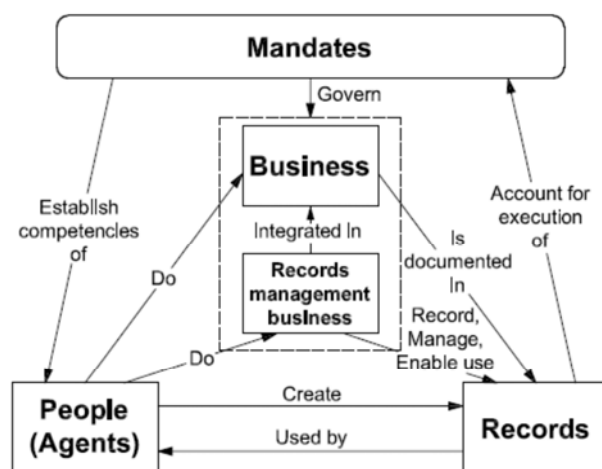 Mandates
Govern
Business
Establish
competencies
of
Account for
execution
of
Integrated In
Is
documented
In
Do
Records
management
business
Record,
Manage,
Enable use
Do
People
(Agents)
Create
Used by
Records